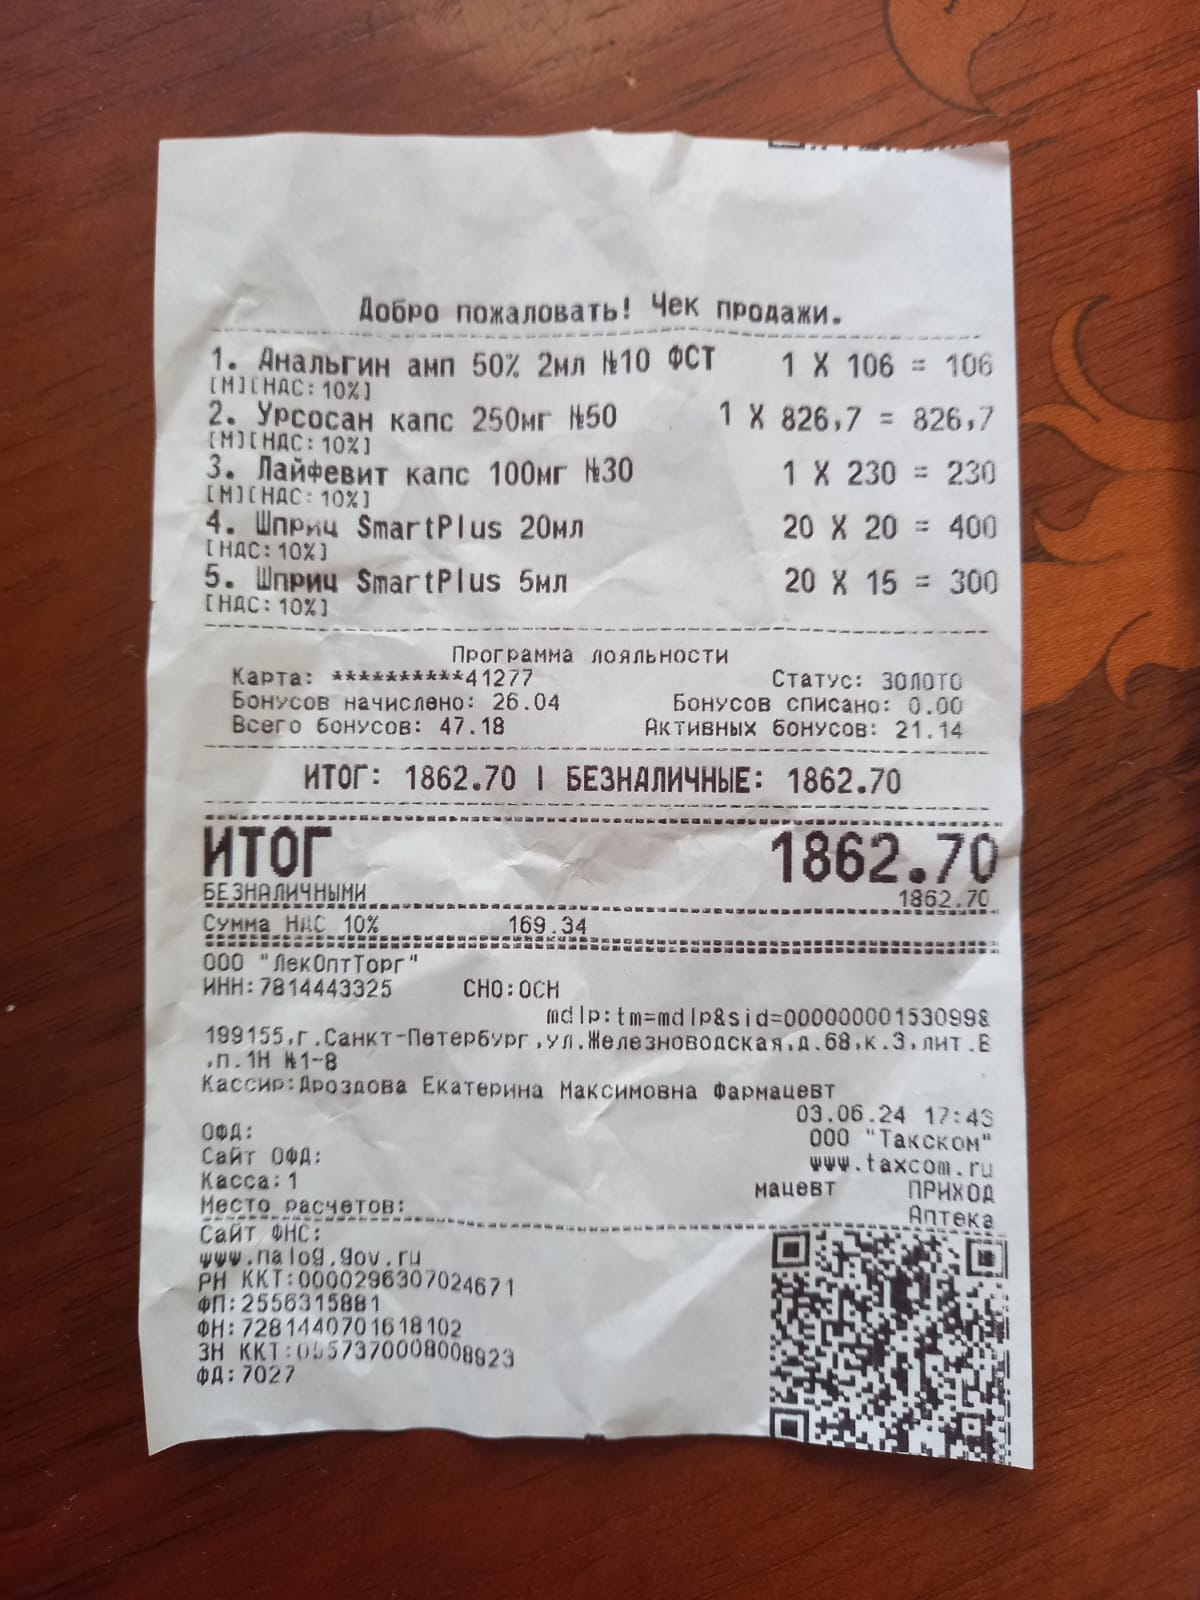 Добро пожаловать! Чек продажи.
1. Анальгин амп 50% 2мл №10 ФСТ 1 X 106 = 106
[М][НДС:10%]
2. Урсосан капс 250мг №50 1 X 826,7 = 826,7
[М][НДС:10%]
3. Лайфевит капс 100мг №30 1 X 230 = 230
[М][НДС:10%]
4. Шприц SmartPlus 20мл 20 X 20 = 400
[НДС:10%]
5. Шприц SmartPlus 5мл 20 X 15 = 300
[НДС:10%]
Программа лояльности
Карта: **********41277 Статус: ЗОЛОТО
Бонусов начислено: 26.04 Бонусов списано: 0.00
Всего бонусов: 47.18 Активных бонусов: 21.14
ИТОГ: 1862.70 | БЕЗНАЛИЧНЫЕ: 1862.70
ИТОГ 1862.70
БЕЗНАЛИЧНЫМИ 1862.70
Сумма НДС 10% 169.34
ООО "ЛекОптТорг"
ИНН:7814443325 СНО:ОСН
mdlp:tm=mdlp&sid=0000000015З099&
199155,г.Санкт-Петербург,ул.Железноводская,д.68,к.3,лит.В
,п.1Н №1-8
Кассир:Дроздова Екатерина Максимовна Фармацевт
03.06.24 17:43
ОФД: ООО "Такском"
Сайт ОФД: www.taxcom.ru
Касса:1 мацевт ПРИХОД
Место расчетов: Аптека
Сайт ФНС:
www.nalog.gov.ru
РН ККТ:0000296307024671
ФП:2556315881
ФН:7281440701618102
ЗН ККТ:0557370008008923
ФД:7027